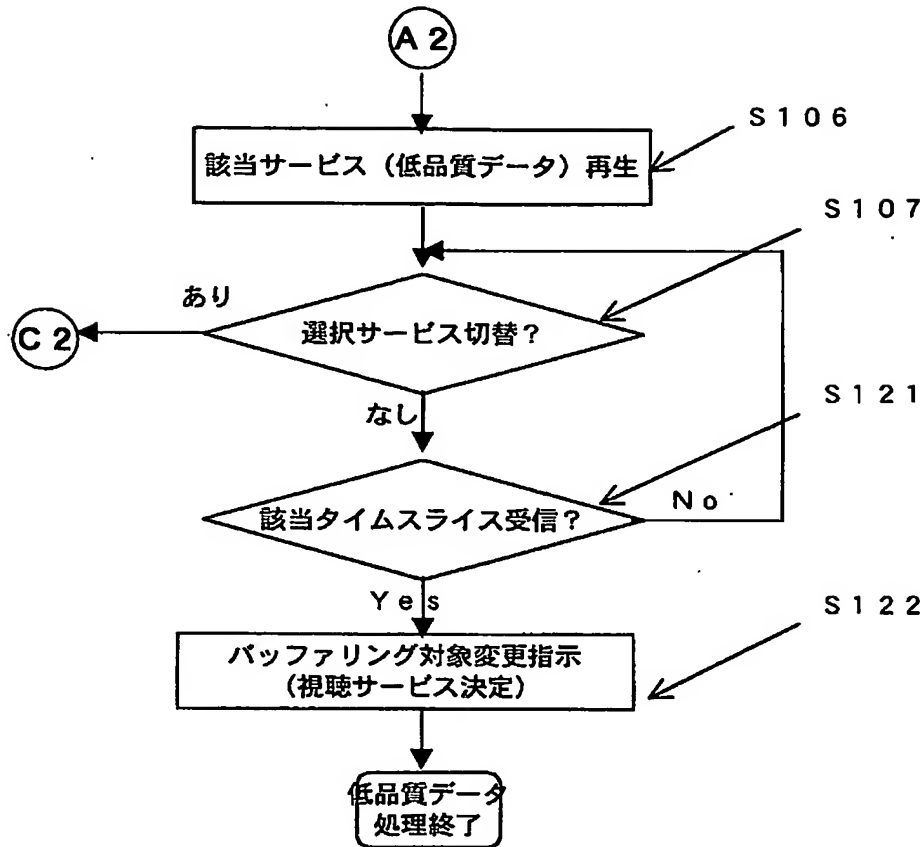 A2
S106
該当サービス（低品質データ）再生
S107
あり
選択サービス切替？
C2
なし
S121
該当タイムスライス受信？
No
Yes
S122
バッファリング対象変更指示
（視聴サービス決定）
低品質データ
処理終了